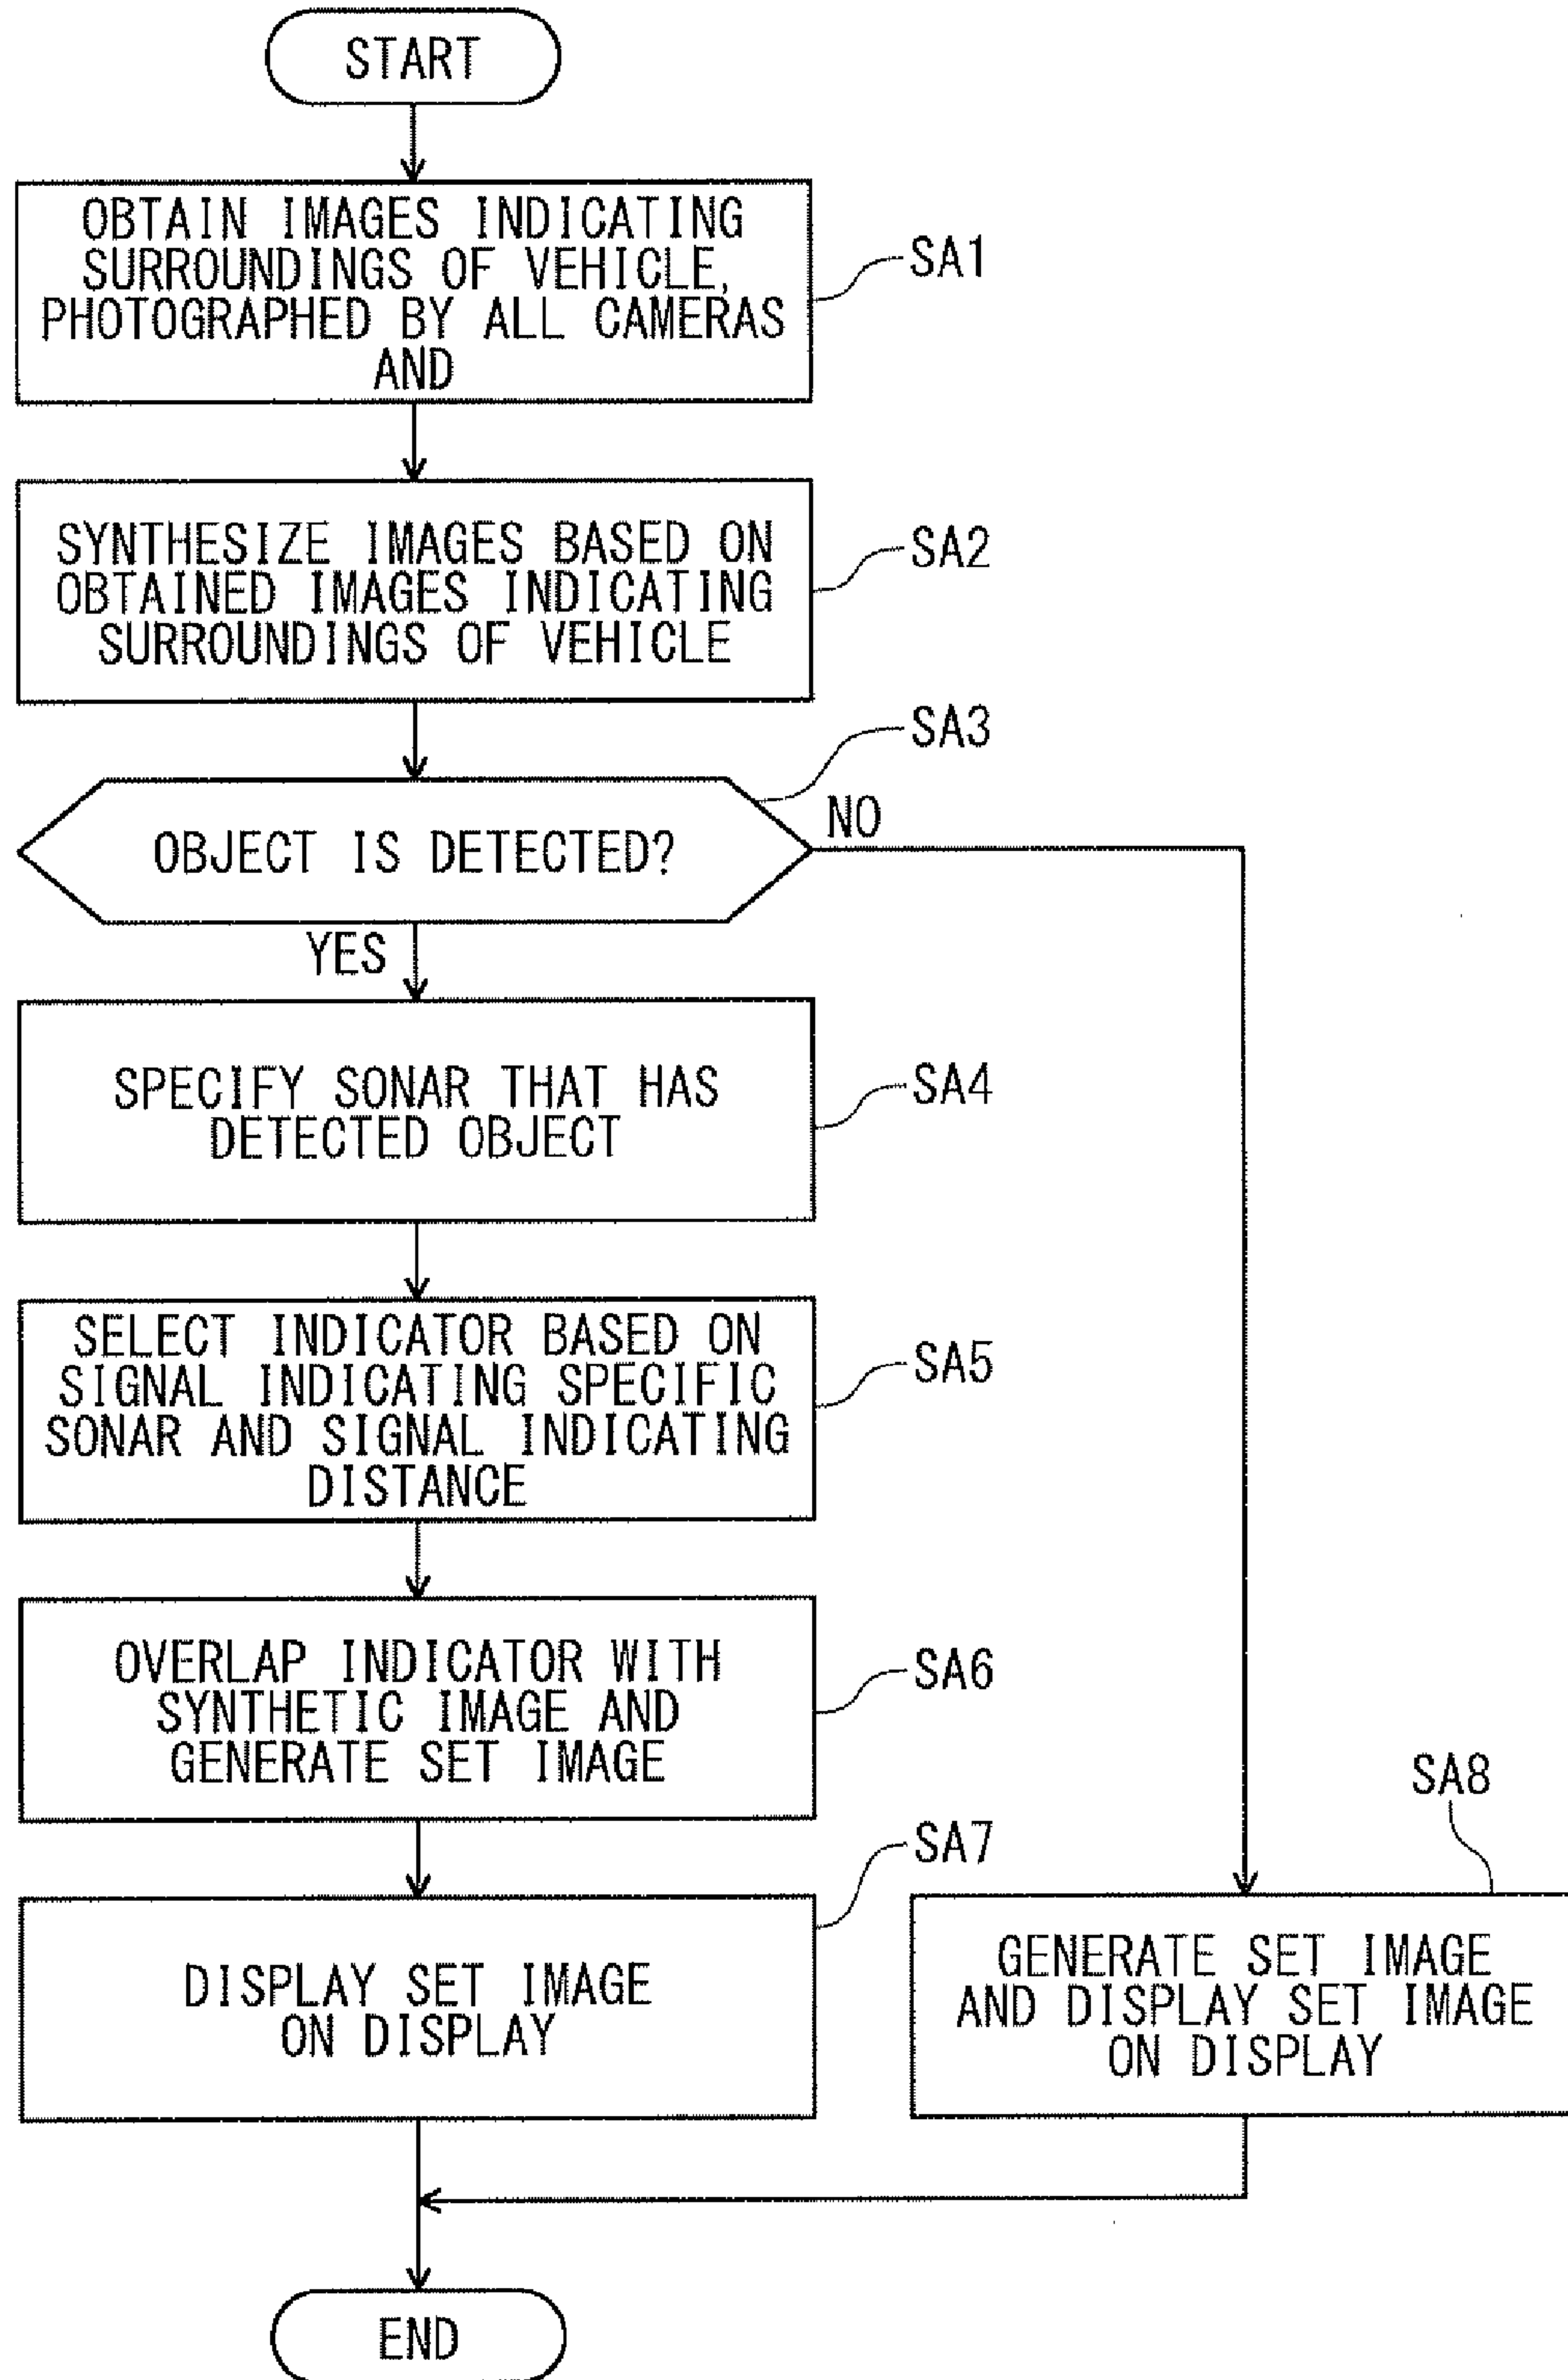 START
OBTAIN IMAGES INDICATING
SURROUNDINGS OF VEHICLE,
PHOTOGRAPHED BY ALL CAMERAS
AND
SA1
SYNTHESIZE IMAGES BASED ON
OBTAINED IMAGES INDICATING
SURROUNDINGS OF VEHICLE
SA2
SA3
OBJECT IS DETECTED?
NO
YES
SPECIFY SONAR THAT HAS
DETECTED OBJECT
SA4
SELECT INDICATOR BASED ON
SIGNAL INDICATING SPECIFIC
SONAR AND SIGNAL INDICATING
DISTANCE
SA5
OVERLAP INDICATOR WITH
SYNTHETIC IMAGE AND
GENERATE SET IMAGE
SA6
SA7
DISPLAY SET IMAGE
ON DISPLAY
SA8
GENERATE SET IMAGE
AND DISPLAY SET IMAGE
ON DISPLAY
END